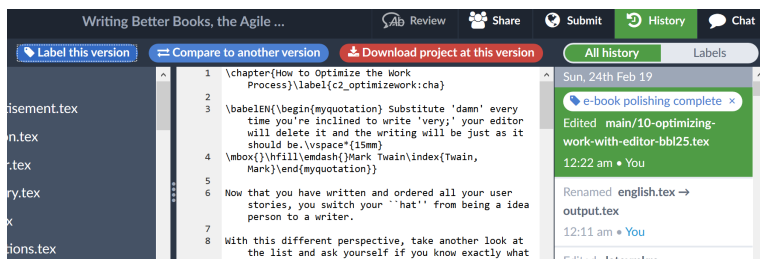 Writing Better Books, the Agile ...
Review
Share
Submit
History
Chat
Label this version
Compare to another version
Download project at this version
All history
Labels
isement.tex
n.tex
r.tex
ry.tex
x
tions.tex
1 \chapter{How to Optimize the Work
Process}\label{c2_optimizework:cha}
2
3 \babelEN{\begin{myquotation} Substitute 'damn' every
time you're inclined to write 'very;' your editor
will delete it and the writing will be just as it
should be.\vspace*{15mm}
4 \mbox{}\hfill\emdash{}Mark Twain\index{Twain,
Mark}\end{myquotation}}
5
6 Now that you have written and ordered all your user
stories, you switch your ``hat'' from being a idea
person to a writer.
7
8 With this different perspective, take another look at
the list and ask yourself if you know exactly what
Sun, 24th Feb 19
e-book polishing complete ×
Edited main/10-optimizing-
work-with-editor-bbl25.tex
12:22 am • You
Renamed english.tex →
output.tex
12:11 am • You